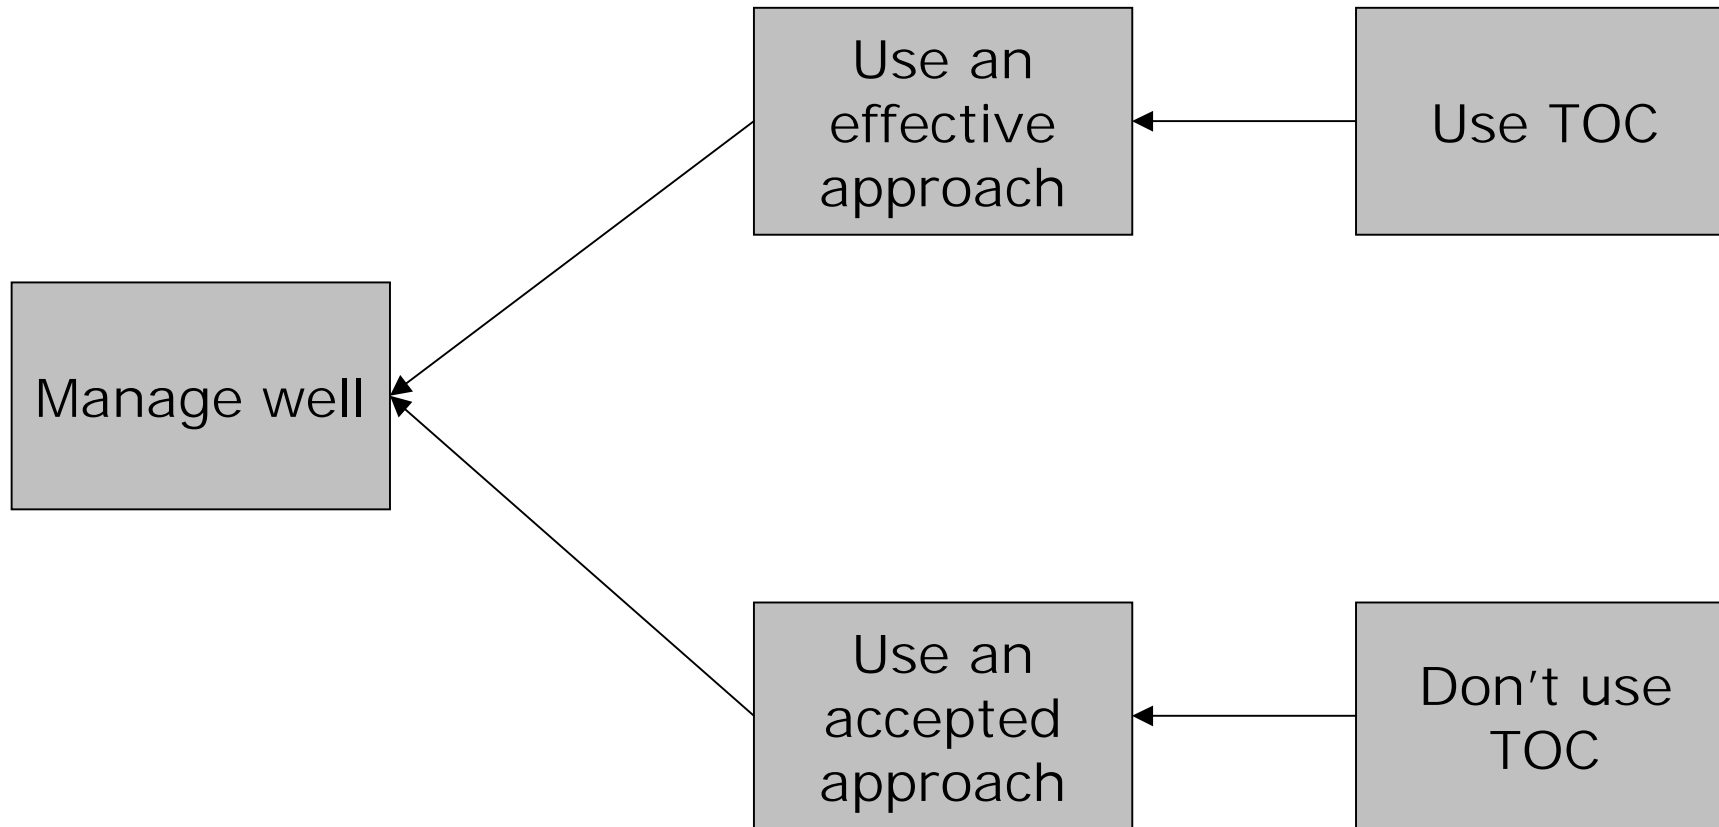 Use an
effective
approach
Use TOC
Manage well
Use an
accepted
approach
Don't use
TOC